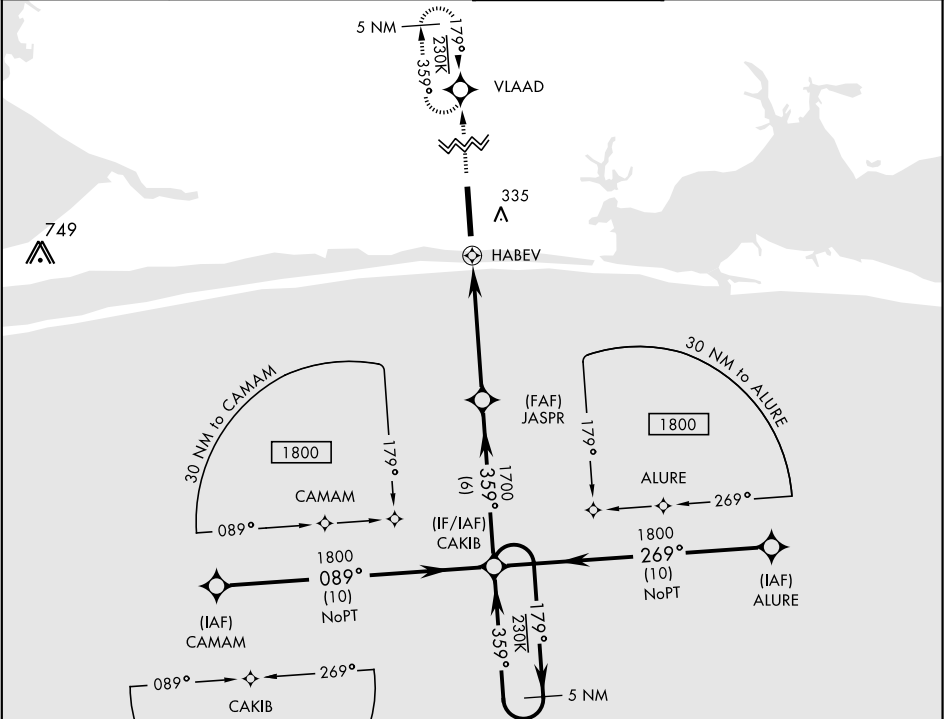 5 NM
179°
230K
359°
VLAAD
335
749
HABEV
30 NM to CAMAM
1800
179°
CAMAM
089°
(FAF)
JASPR
30 NM to ALURE
1800
179°
ALURE
269°
1700
359°
(6)
(IF/IAF)
CAKIB
1800
089°
(10)
NoPT
(IAF)
CAMAM
1800
269°
(10)
NoPT
(IAF)
ALURE
359°
230K
179°
5 NM
089°
269°
CAKIB